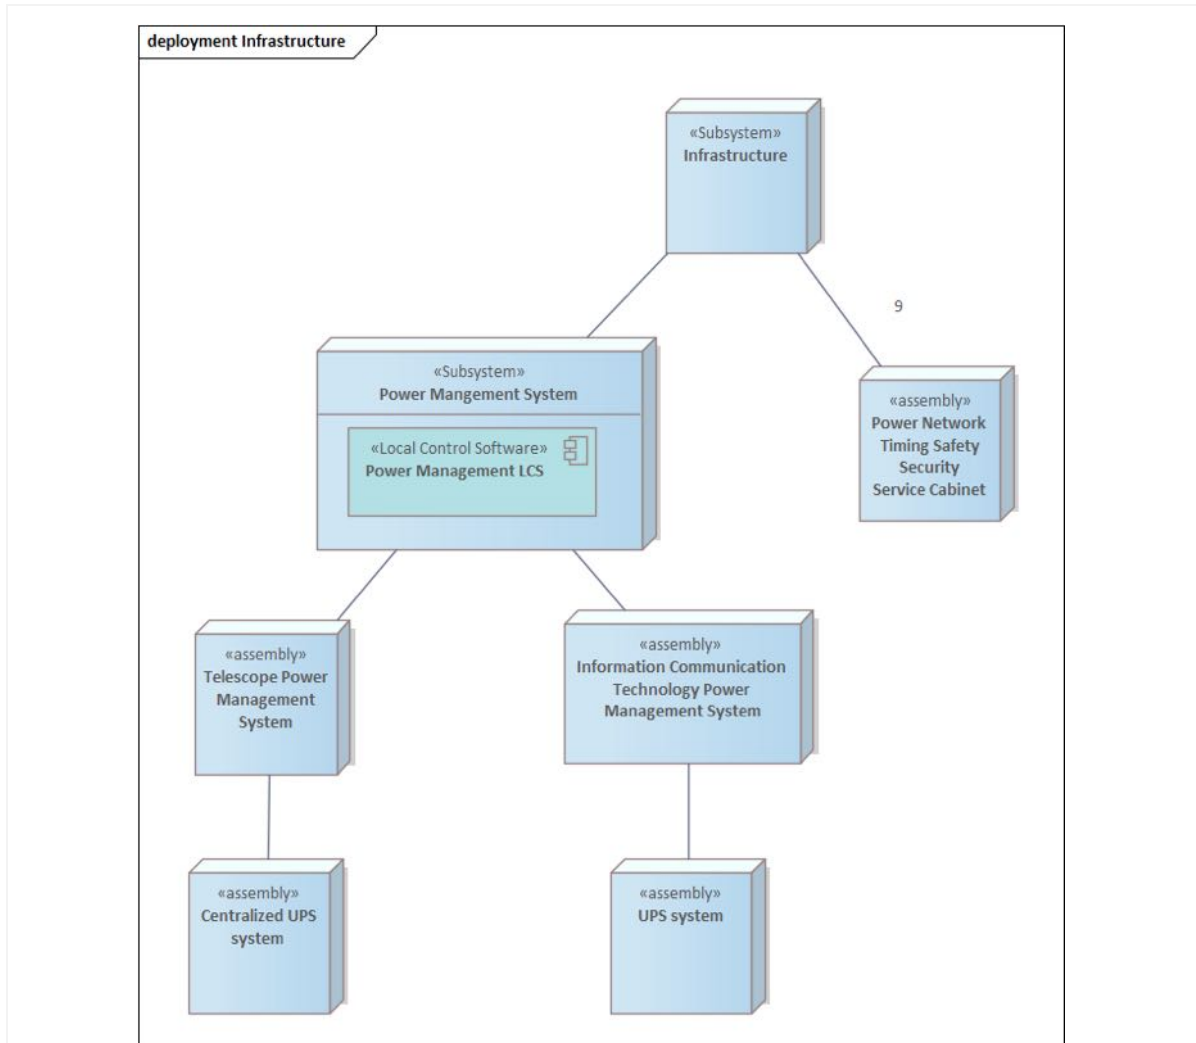 deployment Infrastructure
«Subsystem»
Infrastructure
9
«Subsystem»
Power Mangement System
«Local Control Software»
Power Management LCS
«assembly»
Power Network
Timing Safety
Security
Service Cabinet
«assembly»
Telescope Power
Management
System
«assembly»
Information Communication
Technology Power
Management System
«assembly»
Centralized UPS
system
«assembly»
UPS system